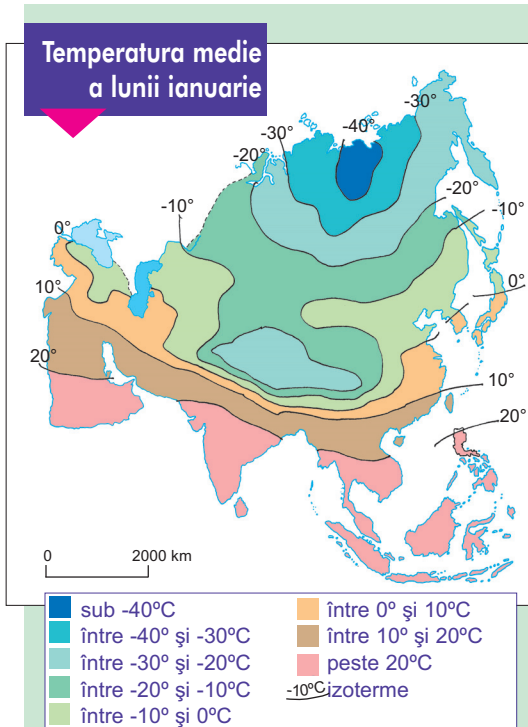 Temperatura medie
a lunii ianuarie
-30°
-40°
-30°
-20°
-20°
-10°
-10°
0°
0°
10°
10°
20°
20°
0 2000 km
sub -40ºC
între -40º şi -30ºC
între -30º şi -20ºC
între -20º şi -10ºC
între -10º şi 0ºC
între 0º şi 10ºC
între 10º şi 20ºC
peste 20ºC
-10ºC izoterme